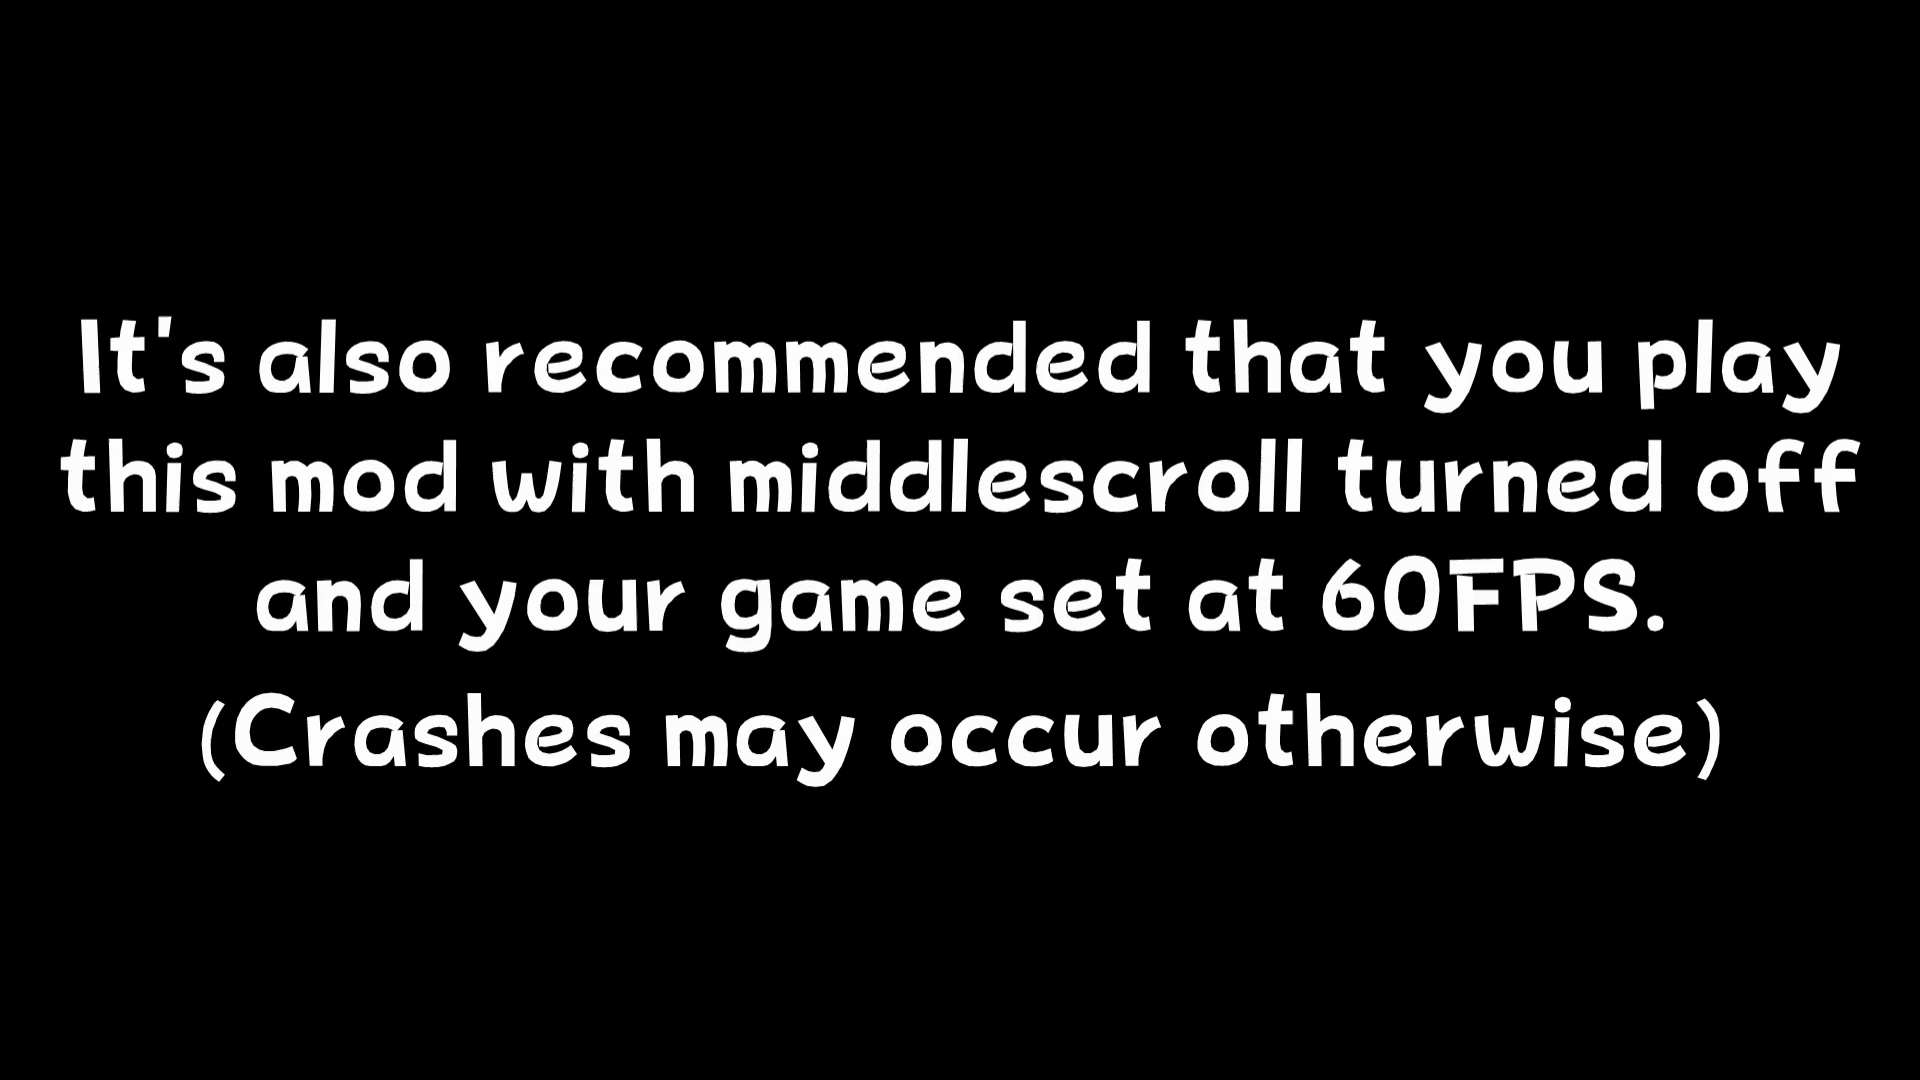 It's also recommended that you play
this mod with middlescroll turned off
and your game set at 60FPS.
(Crashes may occur otherwise)